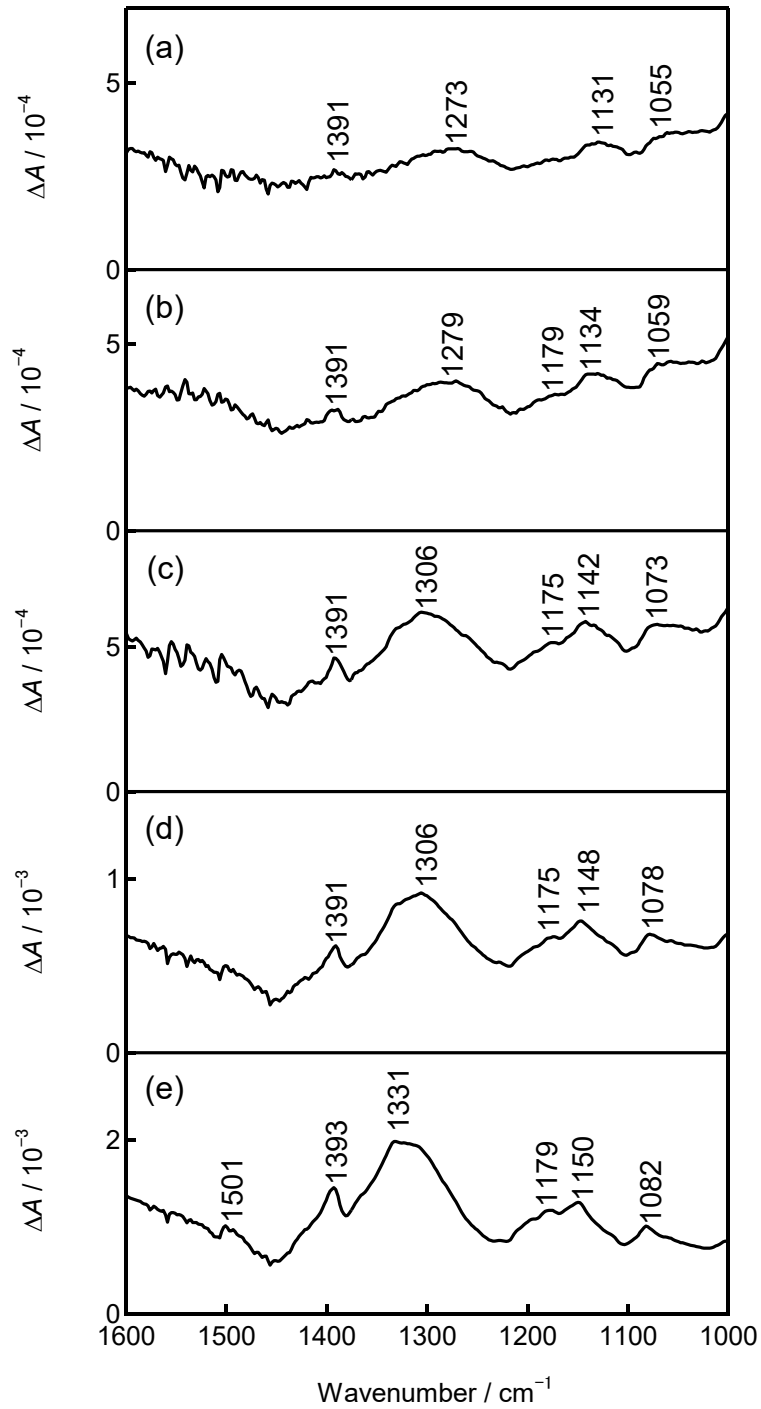 (a)
5
0
ΔA / 10⁻⁴
1391
1273
1131
1055
(b)
5
0
ΔA / 10⁻⁴
1391
1279
1179
1134
1059
(c)
5
0
ΔA / 10⁻⁴
1391
1306
1175
1142
1073
(d)
1
0
ΔA / 10⁻³
1391
1306
1175
1148
1078
(e)
2
0
ΔA / 10⁻³
1501
1393
1331
1179
1150
1082
1600 1500 1400 1300 1200 1100 1000
Wavenumber / cm⁻¹